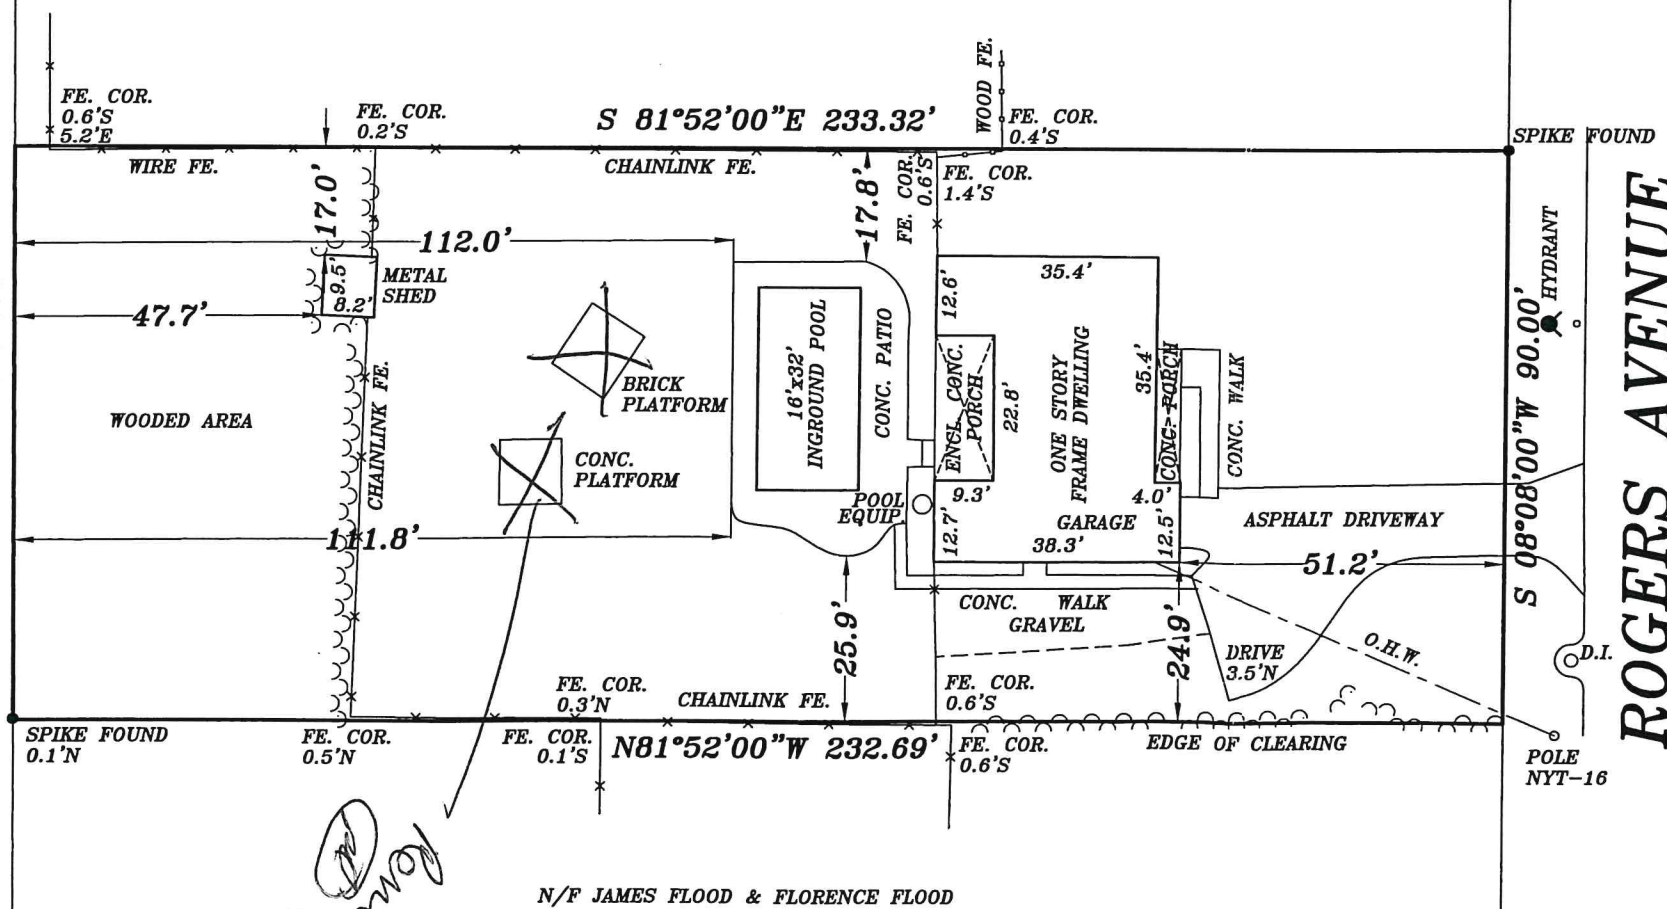 FE. COR.
0.6'S
5.2'E
FE. COR.
0.2'S
S 81°52'00"E 233.32'
WOOD FE.
FE. COR.
0.4'S
SPIKE FOUND
WIRE FE.
CHAINLINK FE.
FE. COR.
0.6'S
FE. COR.
1.4'S
17.0'
17.8'
112.0'
METAL
SHED
9.5'
8.2'
47.7'
35.4'
12.6'
HYDRANT
S 08°08'00"W 90.00'
ROGERS AVENUE
16'x32'
INGROUND POOL
CONC. PATIO
BRICK
PLATFORM
ENCL. CONC.
PORCH
22.8'
ONE STORY
FRAME DWELLING
35.4'
CONC. PORCH
CONC. WALK
WOODED AREA
CHAINLINK FE.
CONC.
PLATFORM
POOL
EQUIP.
9.3'
4.0'
12.7'
GARAGE
38.3'
12.5'
ASPHALT DRIVEWAY
111.8'
51.2'
CONC. WALK
GRAVEL
25.9'
24.9'
DRIVE
3.5'N
O.H.W.
D.I.
FE. COR.
0.3'N
CHAINLINK FE.
FE. COR.
0.6'S
SPIKE FOUND
0.1'N
FE. COR.
0.5'N
FE. COR.
0.1'S
N81°52'00"W 232.69'
FE. COR.
0.6'S
EDGE OF CLEARING
POLE
NYT-16
N/F JAMES FLOOD & FLORENCE FLOOD